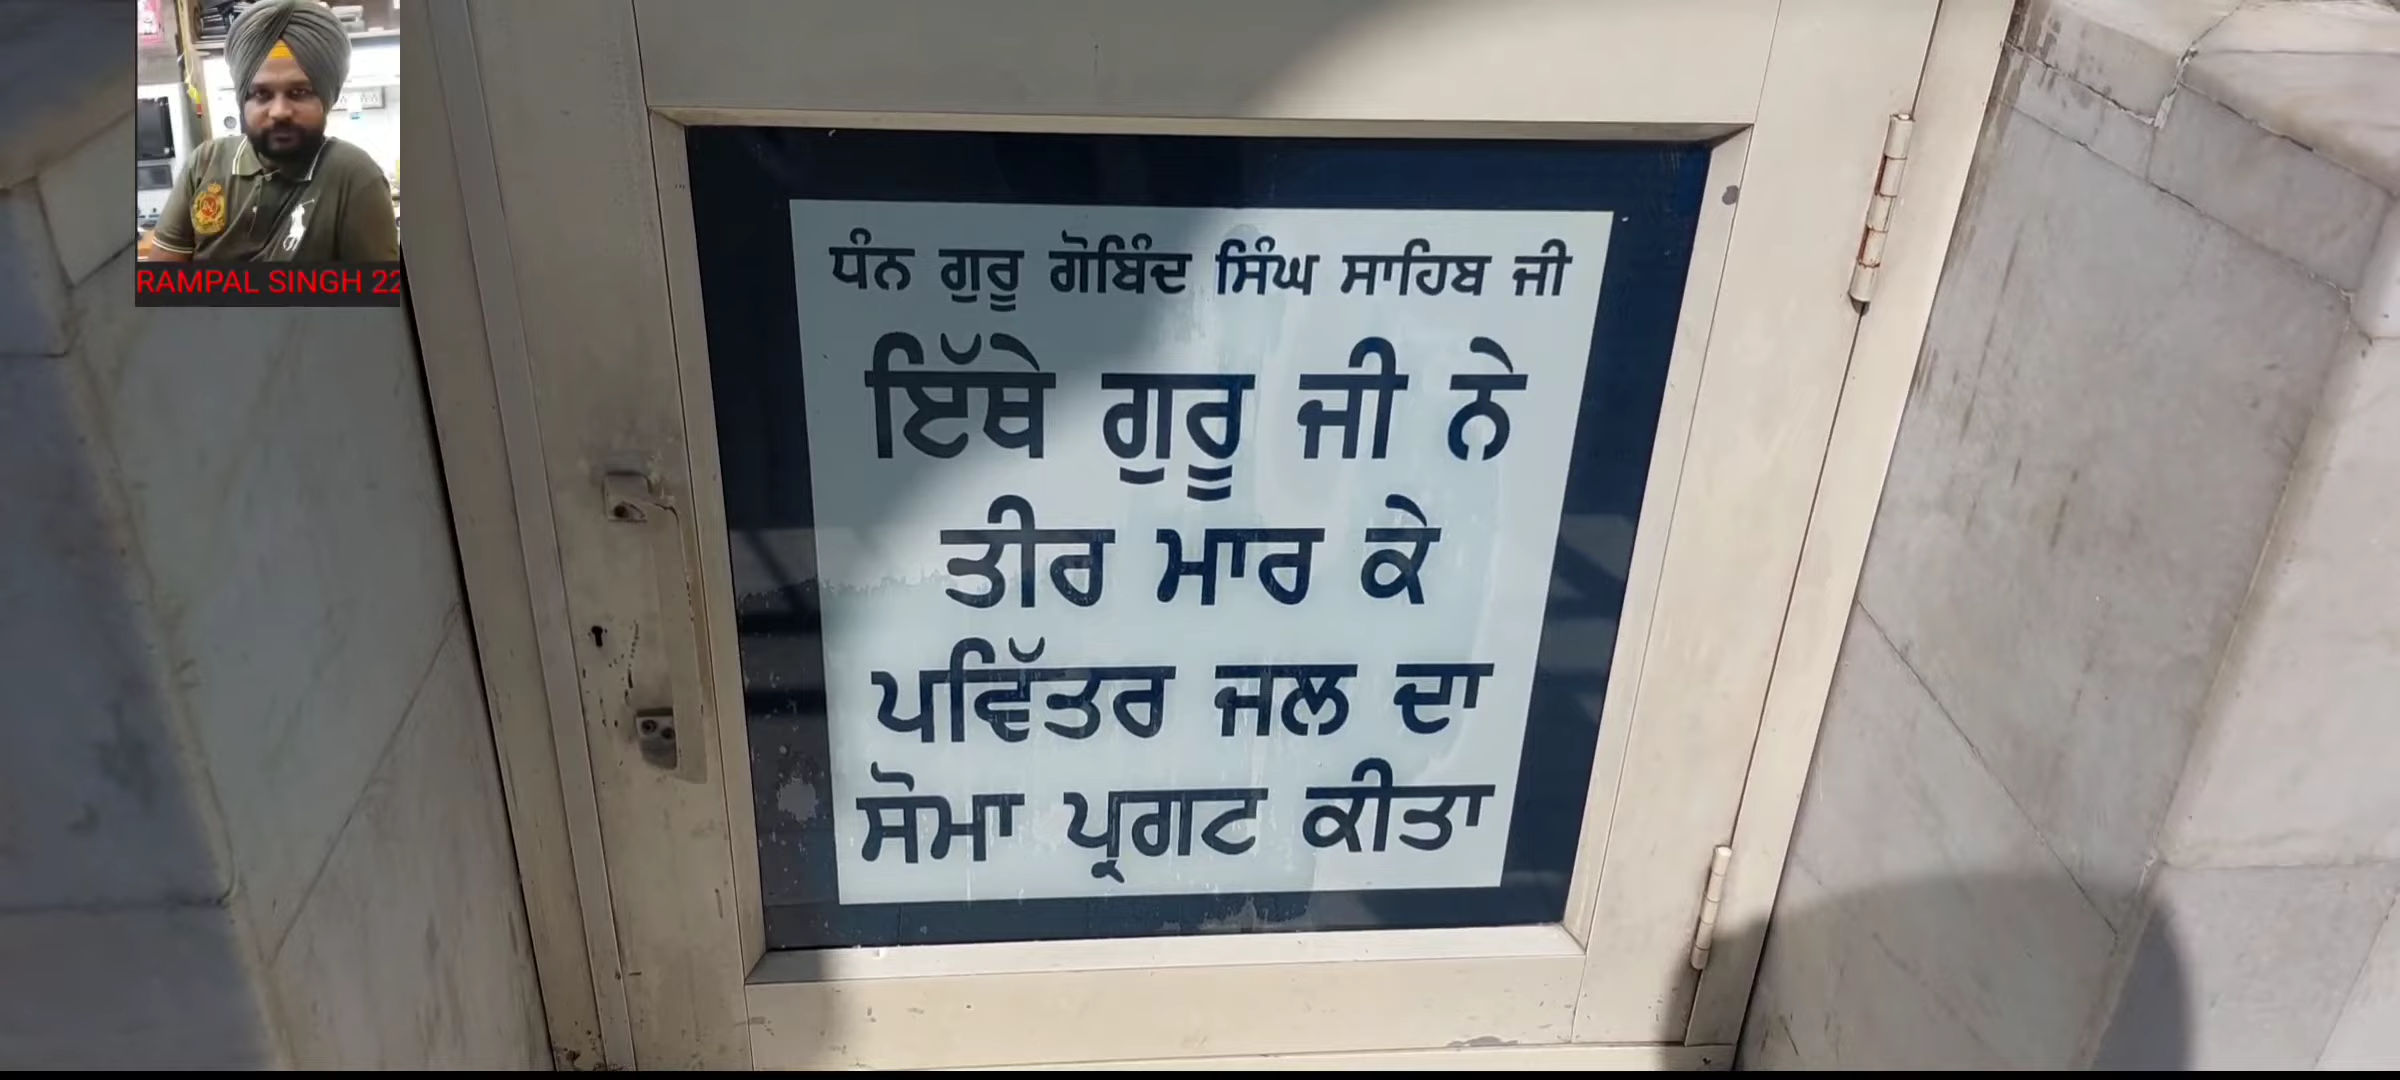 RAMPAL SINGH 22
ਧੰਨ ਗੁਰੂ ਗੋਬਿੰਦ ਸਿੰਘ ਸਾਹਿਬ ਜੀ
ਇੱਥੇ ਗੁਰੂ ਜੀ ਨੇ
ਤੀਰ ਮਾਰ ਕੇ
ਪਵਿੱਤਰ ਜਲ ਦਾ
ਸੋਮਾ ਪ੍ਰਗਟ ਕੀਤਾ